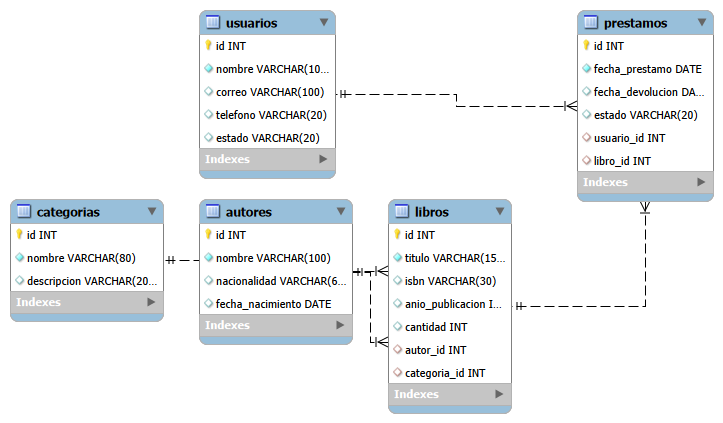 usuarios
id INT
nombre VARCHAR(10...
correo VARCHAR(100)
telefono VARCHAR(20)
estado VARCHAR(20)
Indexes
prestamos
id INT
fecha_prestamo DATE
fecha_devolucion DA...
estado VARCHAR(20)
usuario_id INT
libro_id INT
Indexes
categorias
id INT
nombre VARCHAR(80)
descripcion VARCHAR(20...
Indexes
autores
id INT
nombre VARCHAR(100)
nacionalidad VARCHAR(6...
fecha_nacimiento DATE
Indexes
libros
id INT
titulo VARCHAR(15...
isbn VARCHAR(30)
anio_publicacion I...
cantidad INT
autor_id INT
categoria_id INT
Indexes